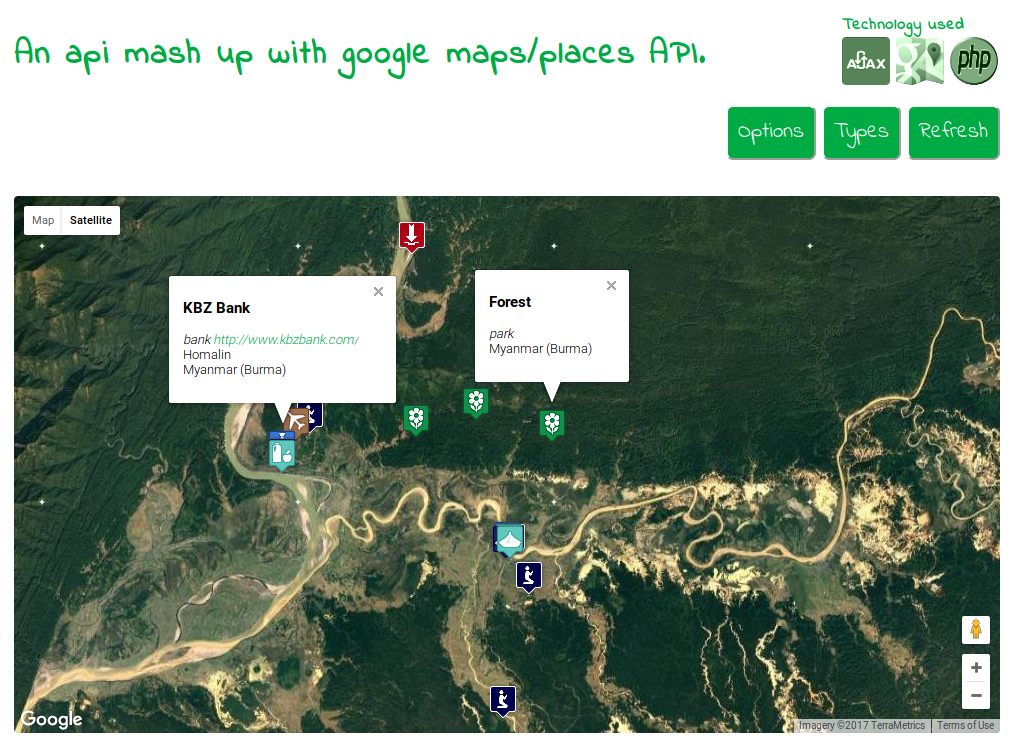 Technology used
An api mash up with google maps/places API.
AJAX
php
Options
Types
Refresh
Map
Satellite
KBZ Bank
bank http://www.kbzbank.com/
Homalin
Myanmar (Burma)
Forest
park
Myanmar (Burma)
Google
Imagery ©2017 TerraMetrics
Terms of Use